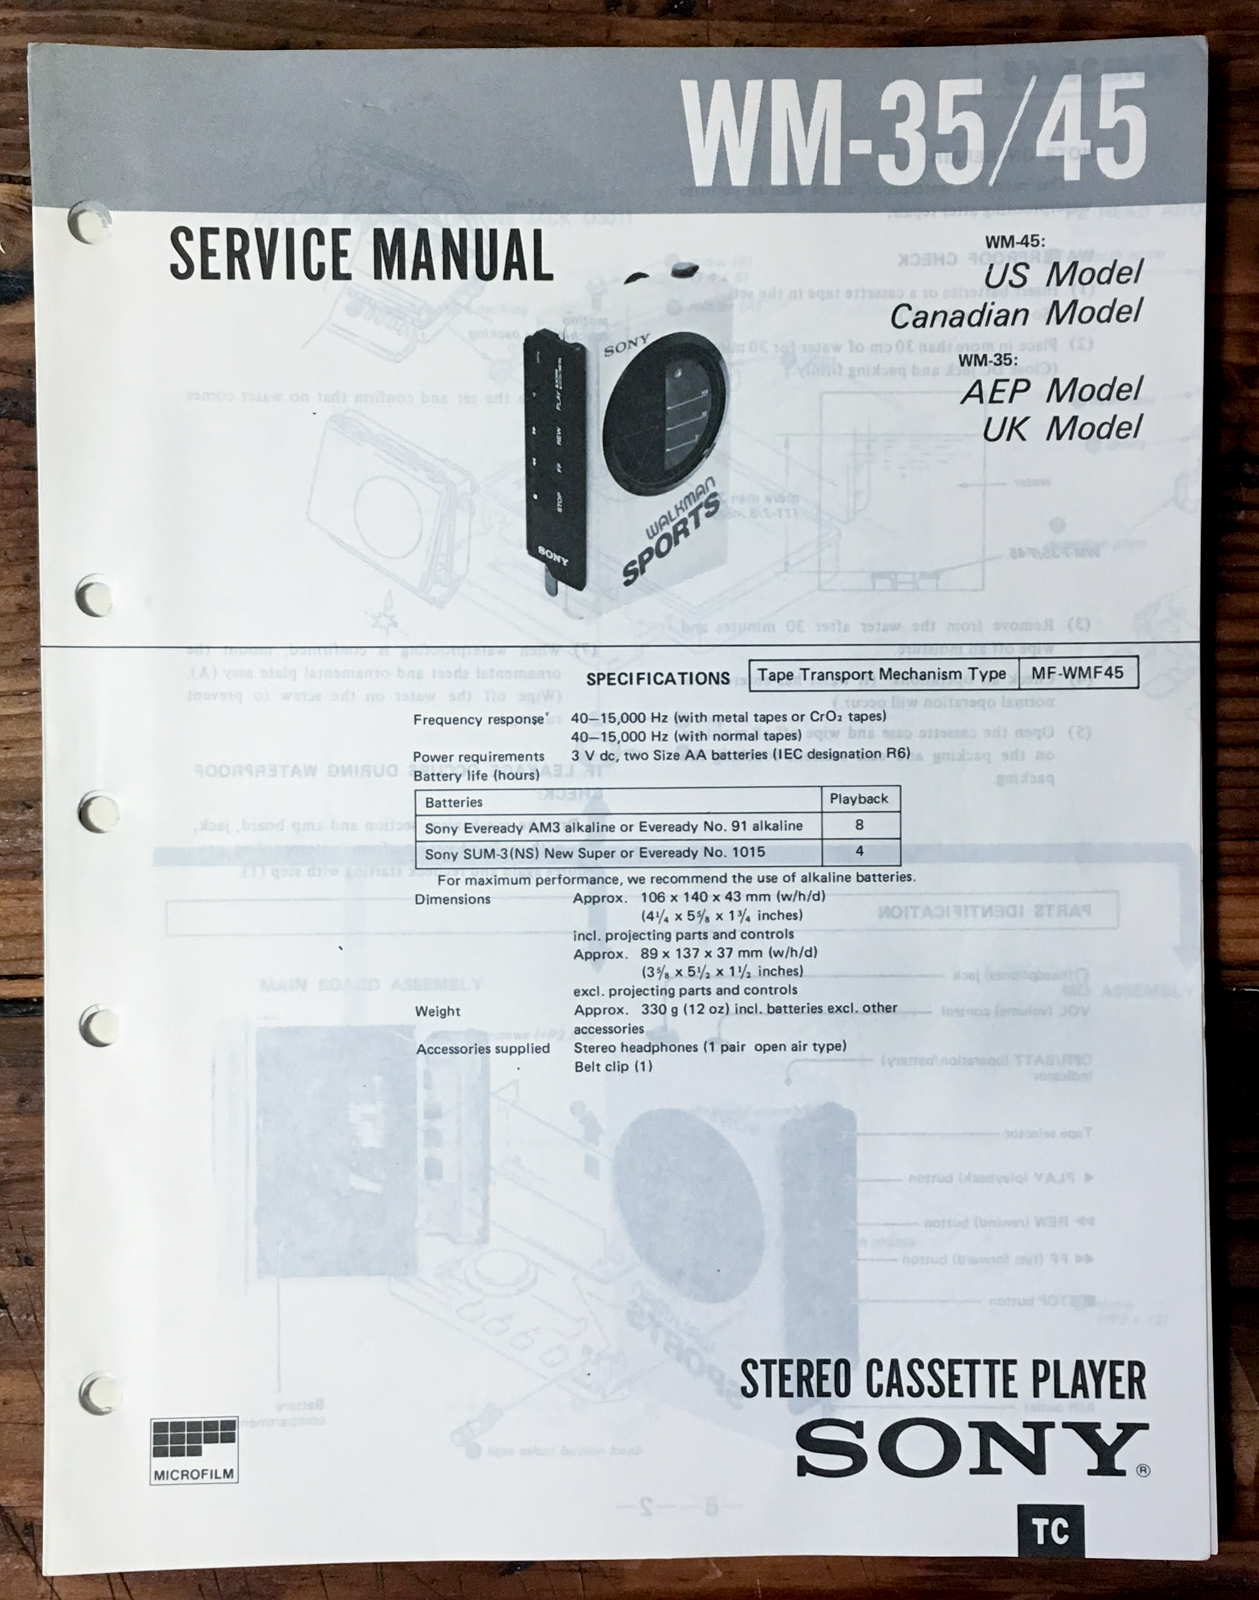 WM-35/45
SERVICE MANUAL
WM-45:
US Model
Canadian Model
WM-35:
AEP Model
UK Model
SONY
PLAY
REW
FF
STOP
SONY
WALKMAN
SPORTS
SPECIFICATIONS
Tape Transport Mechanism Type MF-WMF45
Frequency response 40–15,000 Hz (with metal tapes or CrO₂ tapes)
40–15,000 Hz (with normal tapes)
Power requirements 3 V dc, two Size AA batteries (IEC designation R6)
Battery life (hours)
Batteries Playback
Sony Eveready AM3 alkaline or Eveready No. 91 alkaline 8
Sony SUM-3(NS) New Super or Eveready No. 1015 4
For maximum performance, we recommend the use of alkaline batteries.
Dimensions Approx. 106 x 140 x 43 mm (w/h/d)
(4¼ x 5⅝ x 1¾ inches)
incl. projecting parts and controls
Approx. 89 x 137 x 37 mm (w/h/d)
(3⅝ x 5½ x 1½ inches)
excl. projecting parts and controls
Weight Approx. 330 g (12 oz) incl. batteries excl. other
accessories
Accessories supplied Stereo headphones (1 pair open air type)
Belt clip (1)
STEREO CASSETTE PLAYER
SONY®
MICROFILM
TC